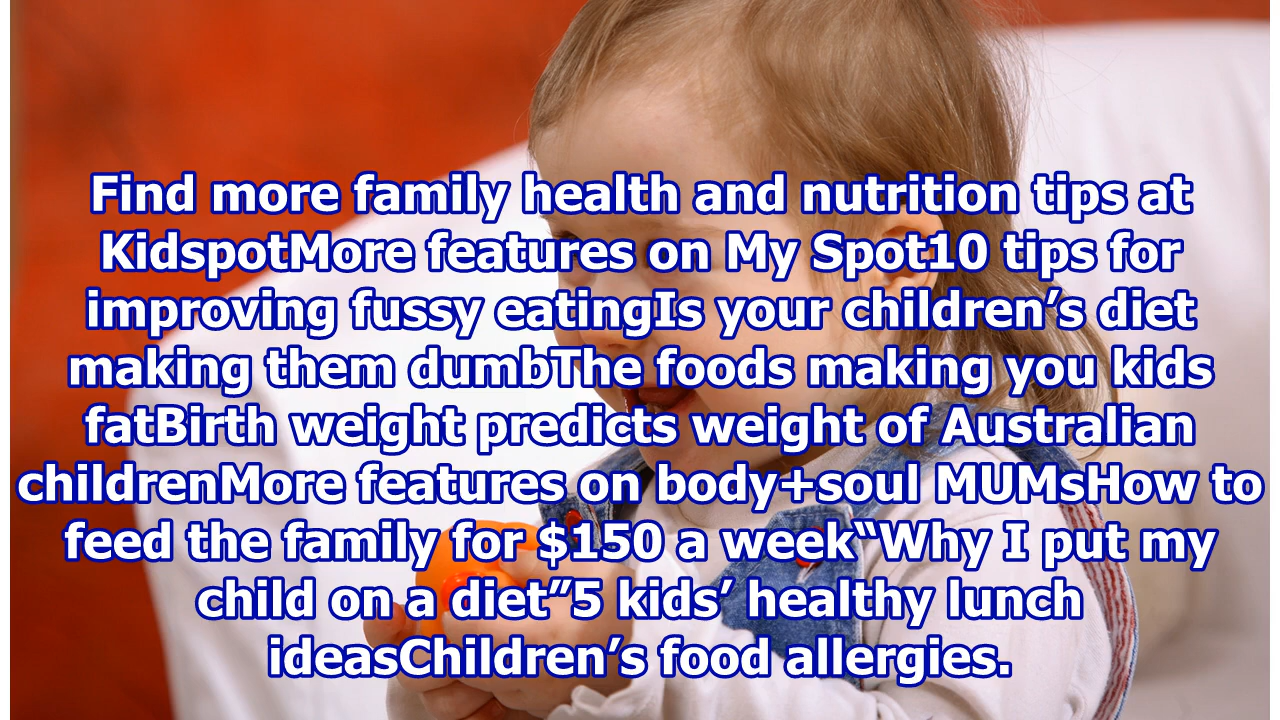 Find more family health and nutrition tips at
KidspotMore features on My Spot10 tips for
improving fussy eatingIs your children’s diet
making them dumbThe foods making you kids
fatBirth weight predicts weight of Australian
childrenMore features on body+soul MUMsHow to
feed the family for $150 a week“Why I put my
child on a diet”5 kids’ healthy lunch
ideasChildren’s food allergies.